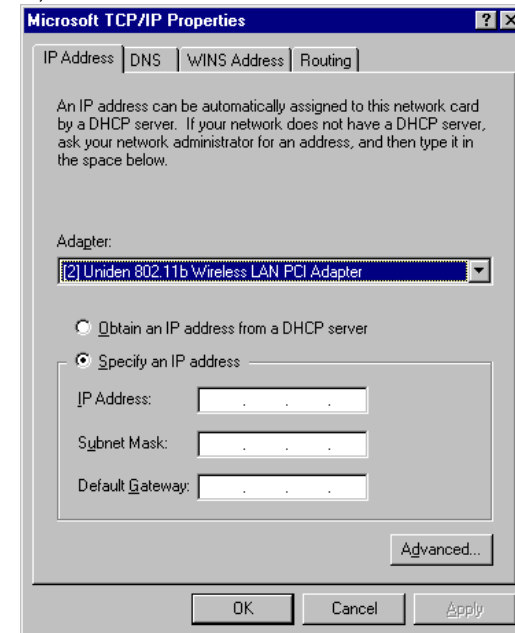 Microsoft TCP/IP Properties
IP Address DNS WINS Address Routing
An IP address can be automatically assigned to this network card
by a DHCP server. If your network does not have a DHCP server,
ask your network administrator for an address, and then type it in
the space below.
Adapter:
[2] Uniden 802.11b Wireless LAN PCI Adapter
Obtain an IP address from a DHCP server
Specify an IP address
IP Address: . . .
Subnet Mask: . . .
Default Gateway: . . .
Advanced...
OK Cancel Apply